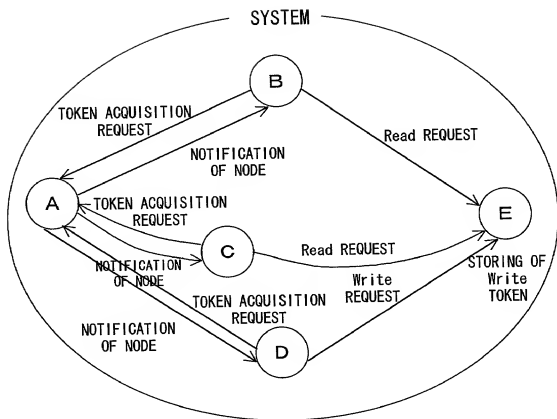 SYSTEM
B
TOKEN ACQUISITION
REQUEST
Read REQUEST
NOTIFICATION
OF NODE
A
TOKEN ACQUISITION
REQUEST
E
C
Read REQUEST
NOTIFICATION
OF NODE
Write
REQUEST
STORING OF
Write
TOKEN
TOKEN ACQUISITION
REQUEST
NOTIFICATION
OF NODE
D